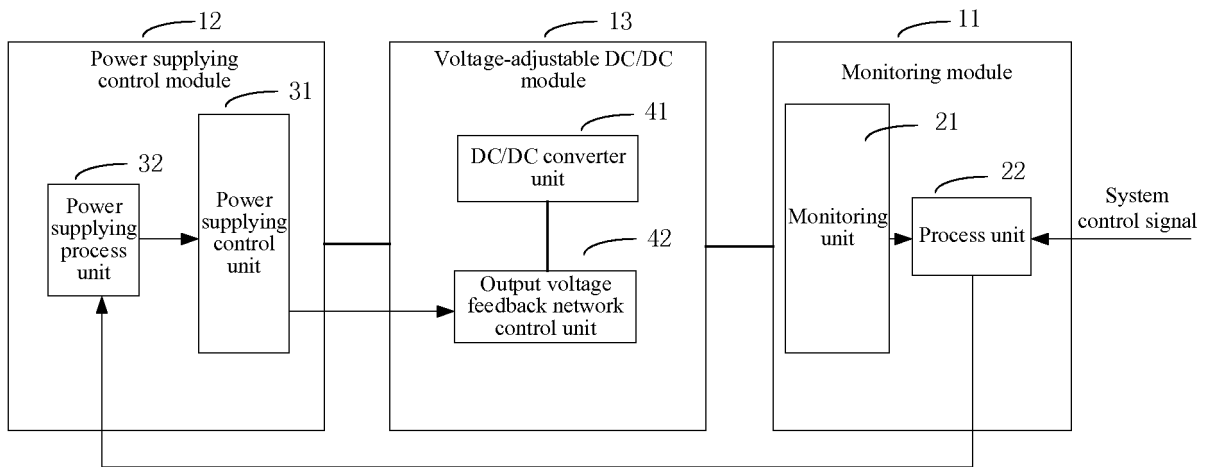 12
13
11
Power supplying
control module
Voltage-adjustable DC/DC
module
Monitoring module
31
41
21
32
22
42
DC/DC converter
unit
Power
supplying
process
unit
Power
supplying
control
unit
Monitoring
unit
Process unit
System
control signal
Output voltage
feedback network
control unit